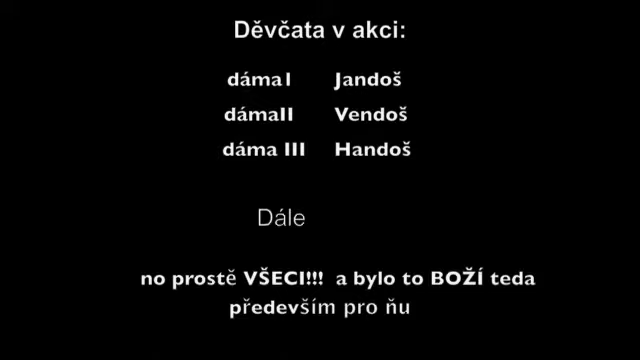 Děvčata v akci:
dáma I Jandoš
dámaII Vendoš
dáma III Handoš
Dále
no prostě VŠECI!!! a bylo to BOŽÍ teda
především pro ňu